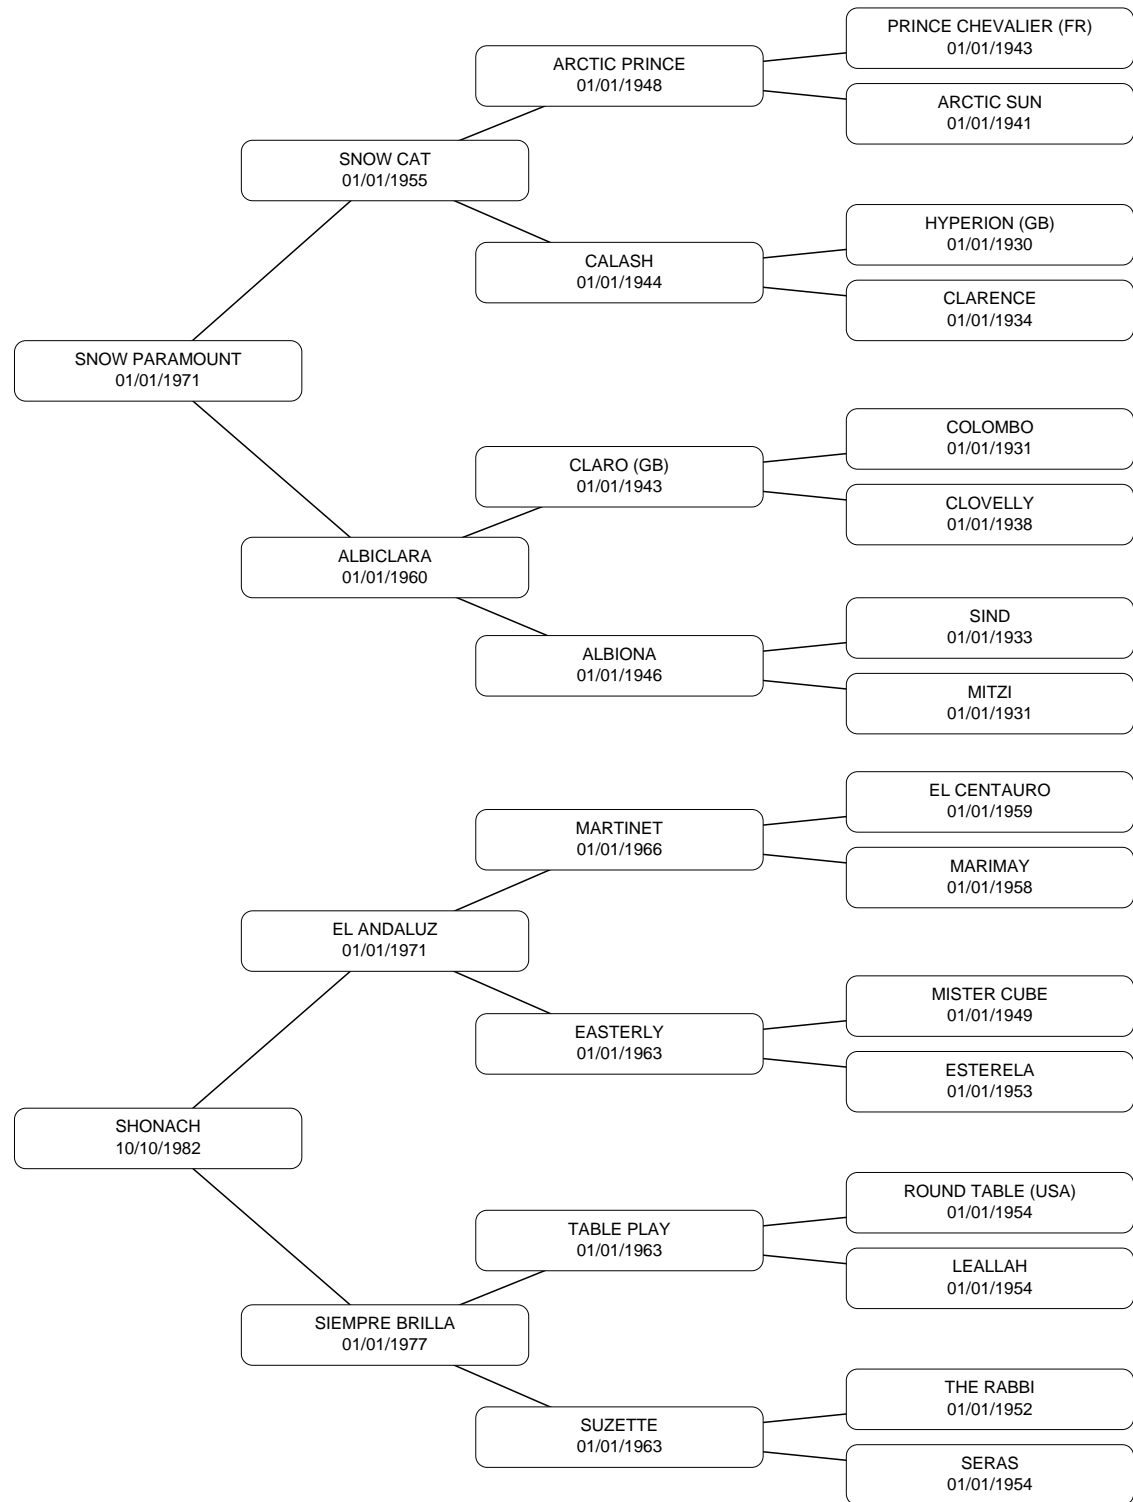 PRINCE CHEVALIER (FR)
01/01/1943
ARCTIC PRINCE
01/01/1948
ARCTIC SUN
01/01/1941
SNOW CAT
01/01/1955
HYPERION (GB)
01/01/1930
CALASH
01/01/1944
CLARENCE
01/01/1934
SNOW PARAMOUNT
01/01/1971
COLOMBO
01/01/1931
CLARO (GB)
01/01/1943
CLOVELLY
01/01/1938
ALBICLARA
01/01/1960
SIND
01/01/1933
ALBIONA
01/01/1946
MITZI
01/01/1931
EL CENTAURO
01/01/1959
MARTINET
01/01/1966
MARIMAY
01/01/1958
EL ANDALUZ
01/01/1971
MISTER CUBE
01/01/1949
EASTERLY
01/01/1963
ESTERELA
01/01/1953
SHONACH
10/10/1982
ROUND TABLE (USA)
01/01/1954
TABLE PLAY
01/01/1963
LEALLAH
01/01/1954
SIEMPRE BRILLA
01/01/1977
THE RABBI
01/01/1952
SUZETTE
01/01/1963
SERAS
01/01/1954